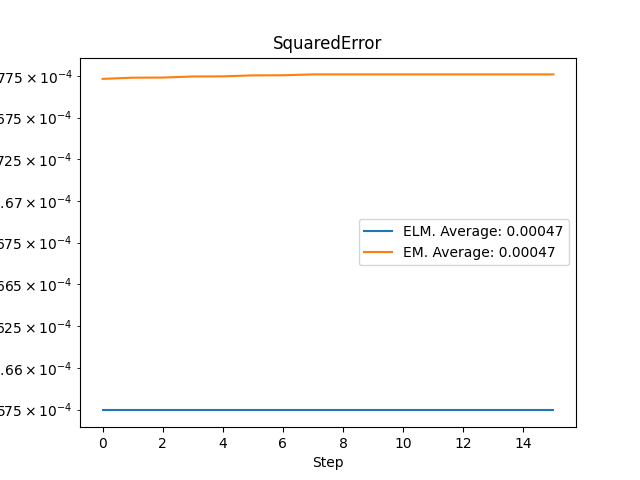 SquaredError
775 × 10⁻⁴
675 × 10⁻⁴
725 × 10⁻⁴
.67 × 10⁻⁴
675 × 10⁻⁴
665 × 10⁻⁴
625 × 10⁻⁴
.66 × 10⁻⁴
575 × 10⁻⁴
ELM. Average: 0.00047
EM. Average: 0.00047
0 2 4 6 8 10 12 14
Step